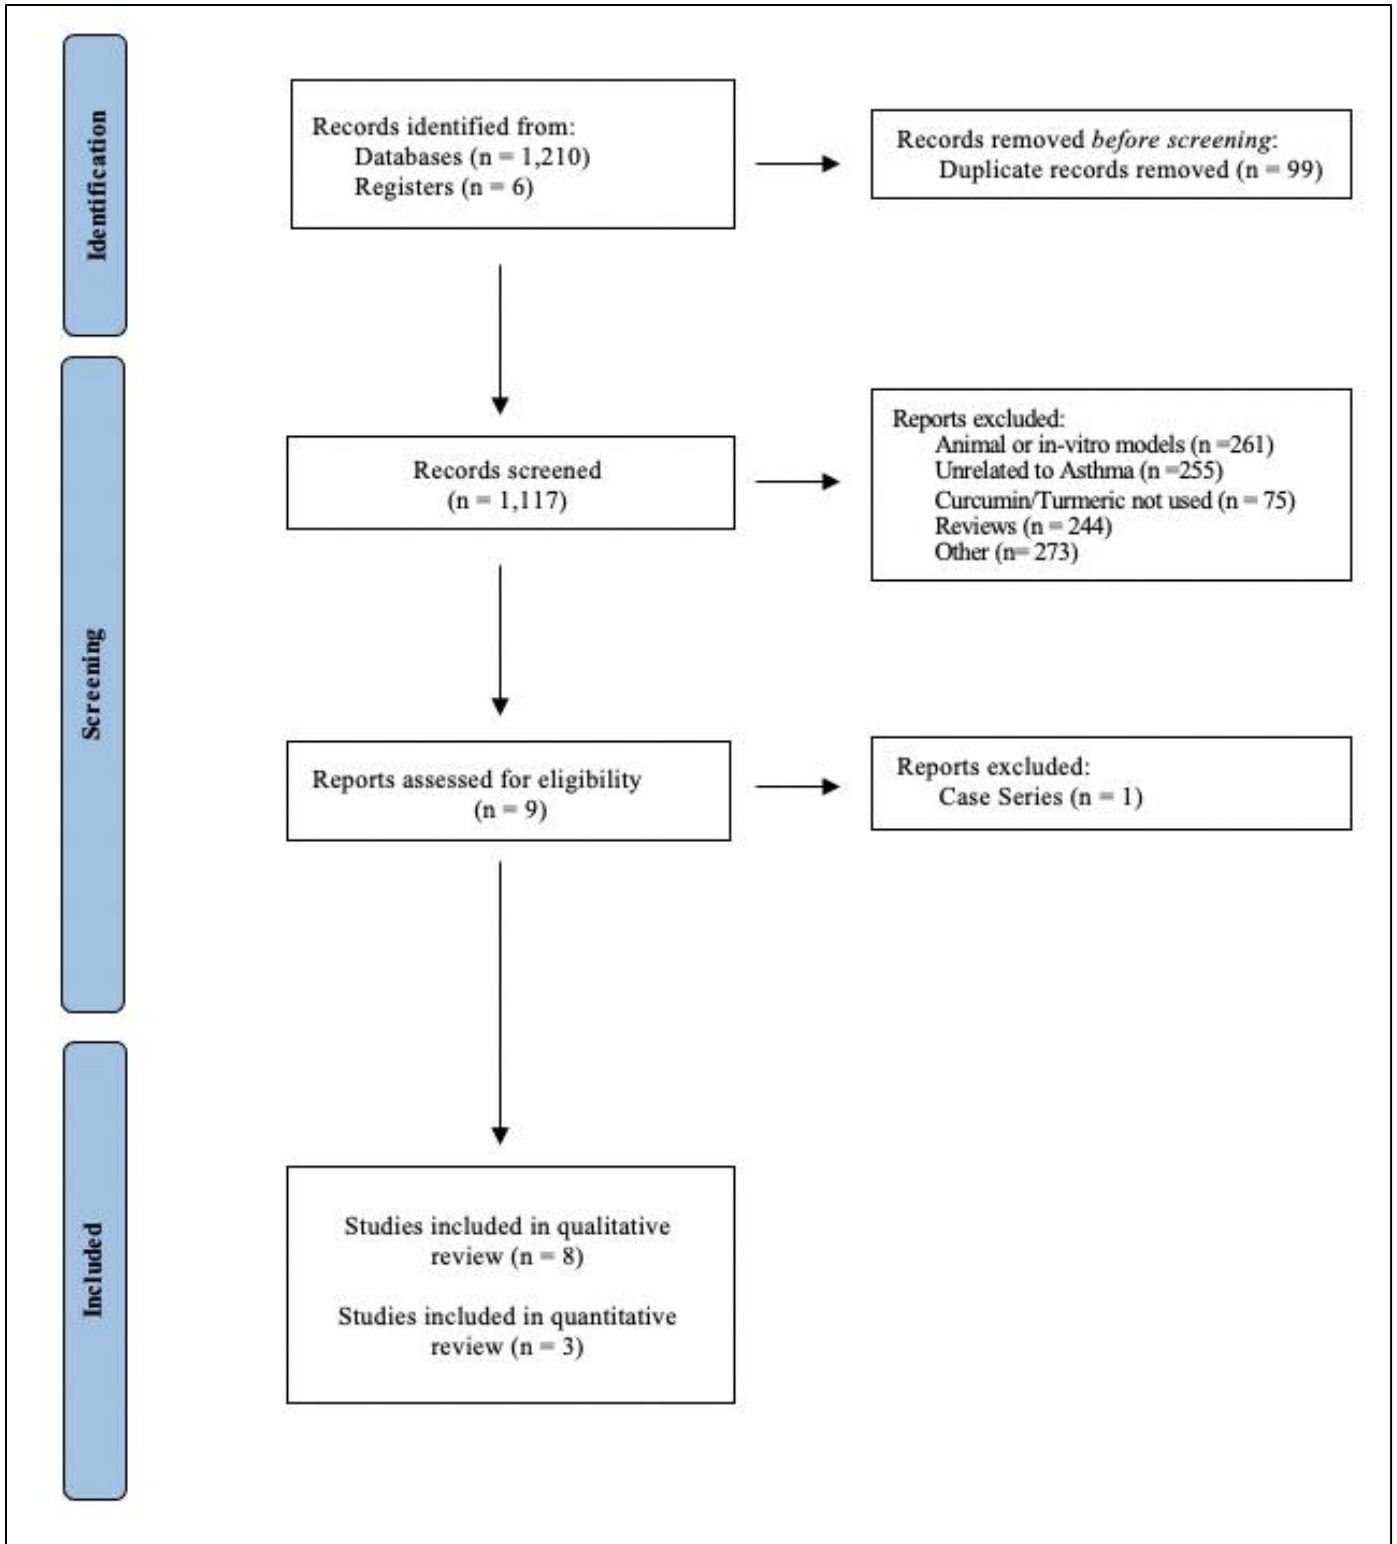 Identification
Records identified from:
Databases (n = 1,210)
Registers (n = 6)
Records removed before screening:
Duplicate records removed (n = 99)
Screening
Records screened
(n = 1,117)
Reports excluded:
Animal or in-vitro models (n =261)
Unrelated to Asthma (n =255)
Curcumin/Turmeric not used (n = 75)
Reviews (n = 244)
Other (n= 273)
Reports assessed for eligibility
(n = 9)
Reports excluded:
Case Series (n = 1)
Included
Studies included in qualitative
review (n = 8)
Studies included in quantitative
review (n = 3)